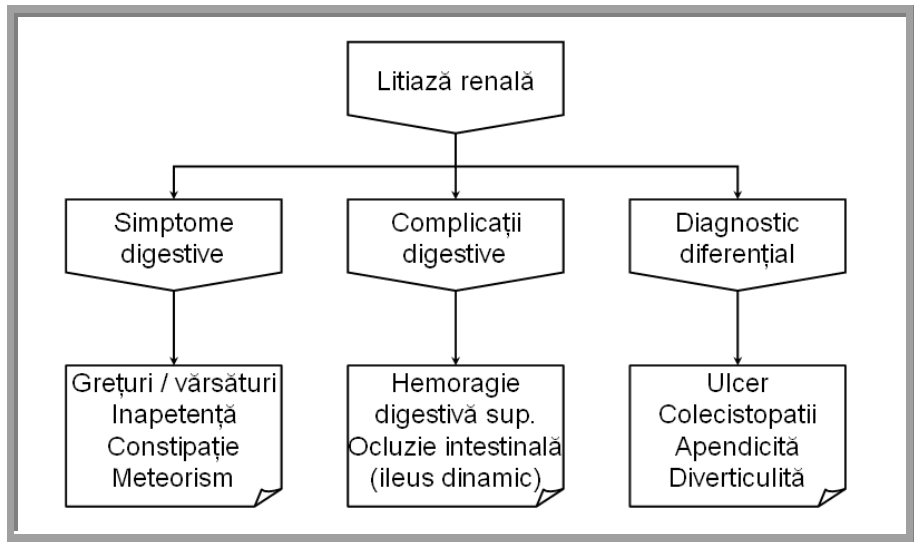 Litiază renală
Simptome
digestive
Complicații
digestive
Diagnostic
diferențial
Grețuri / vărsături
Inapetență
Constipație
Meteorism
Hemoragie
digestivă sup.
Ocluzie intestinală
(ileus dinamic)
Ulcer
Colecistopatii
Apendicită
Diverticulită